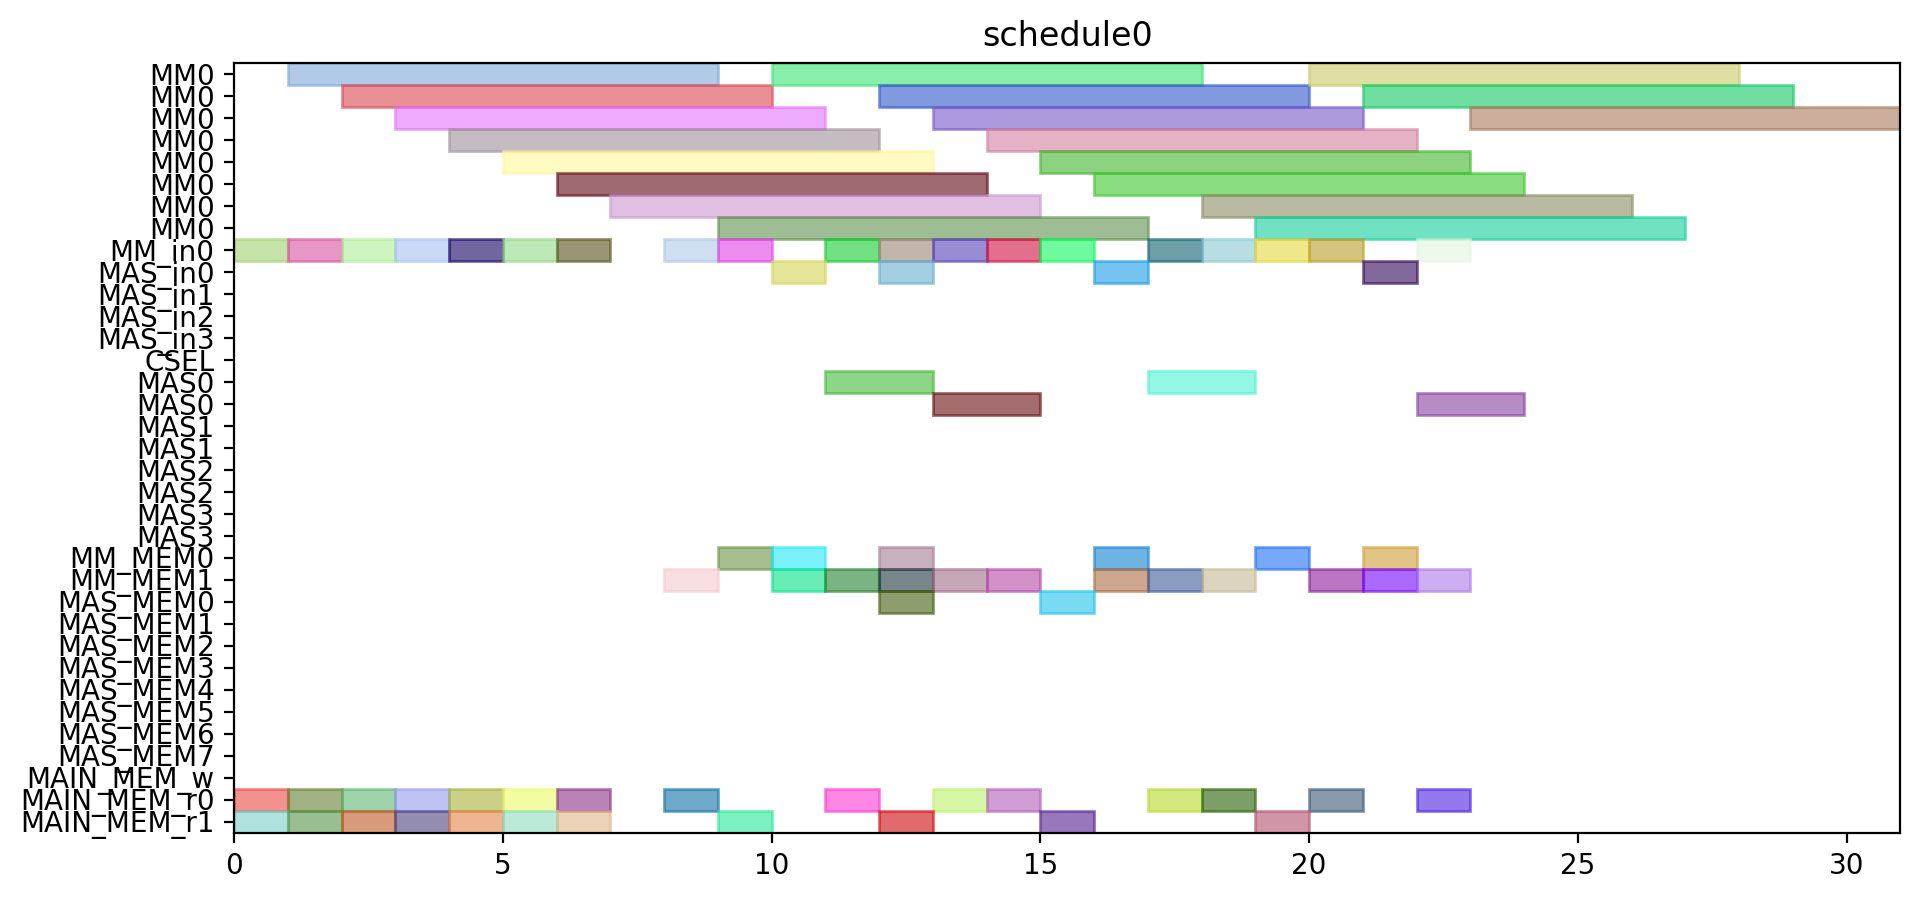 schedule0
MM0
MM0
MM0
MM0
MM0
MM0
MM0
MM0
MM_in0
MAS_in0
MAS_in1
MAS_in2
MAS_in3
CSEL
MAS0
MAS0
MAS1
MAS1
MAS2
MAS2
MAS3
MAS3
MM_MEM0
MM_MEM1
MAS_MEM0
MAS_MEM1
MAS_MEM2
MAS_MEM3
MAS_MEM4
MAS_MEM5
MAS_MEM6
MAS_MEM7
MAIN_MEM_w
MAIN_MEM_r0
MAIN_MEM_r1
0 5 10 15 20 25 30